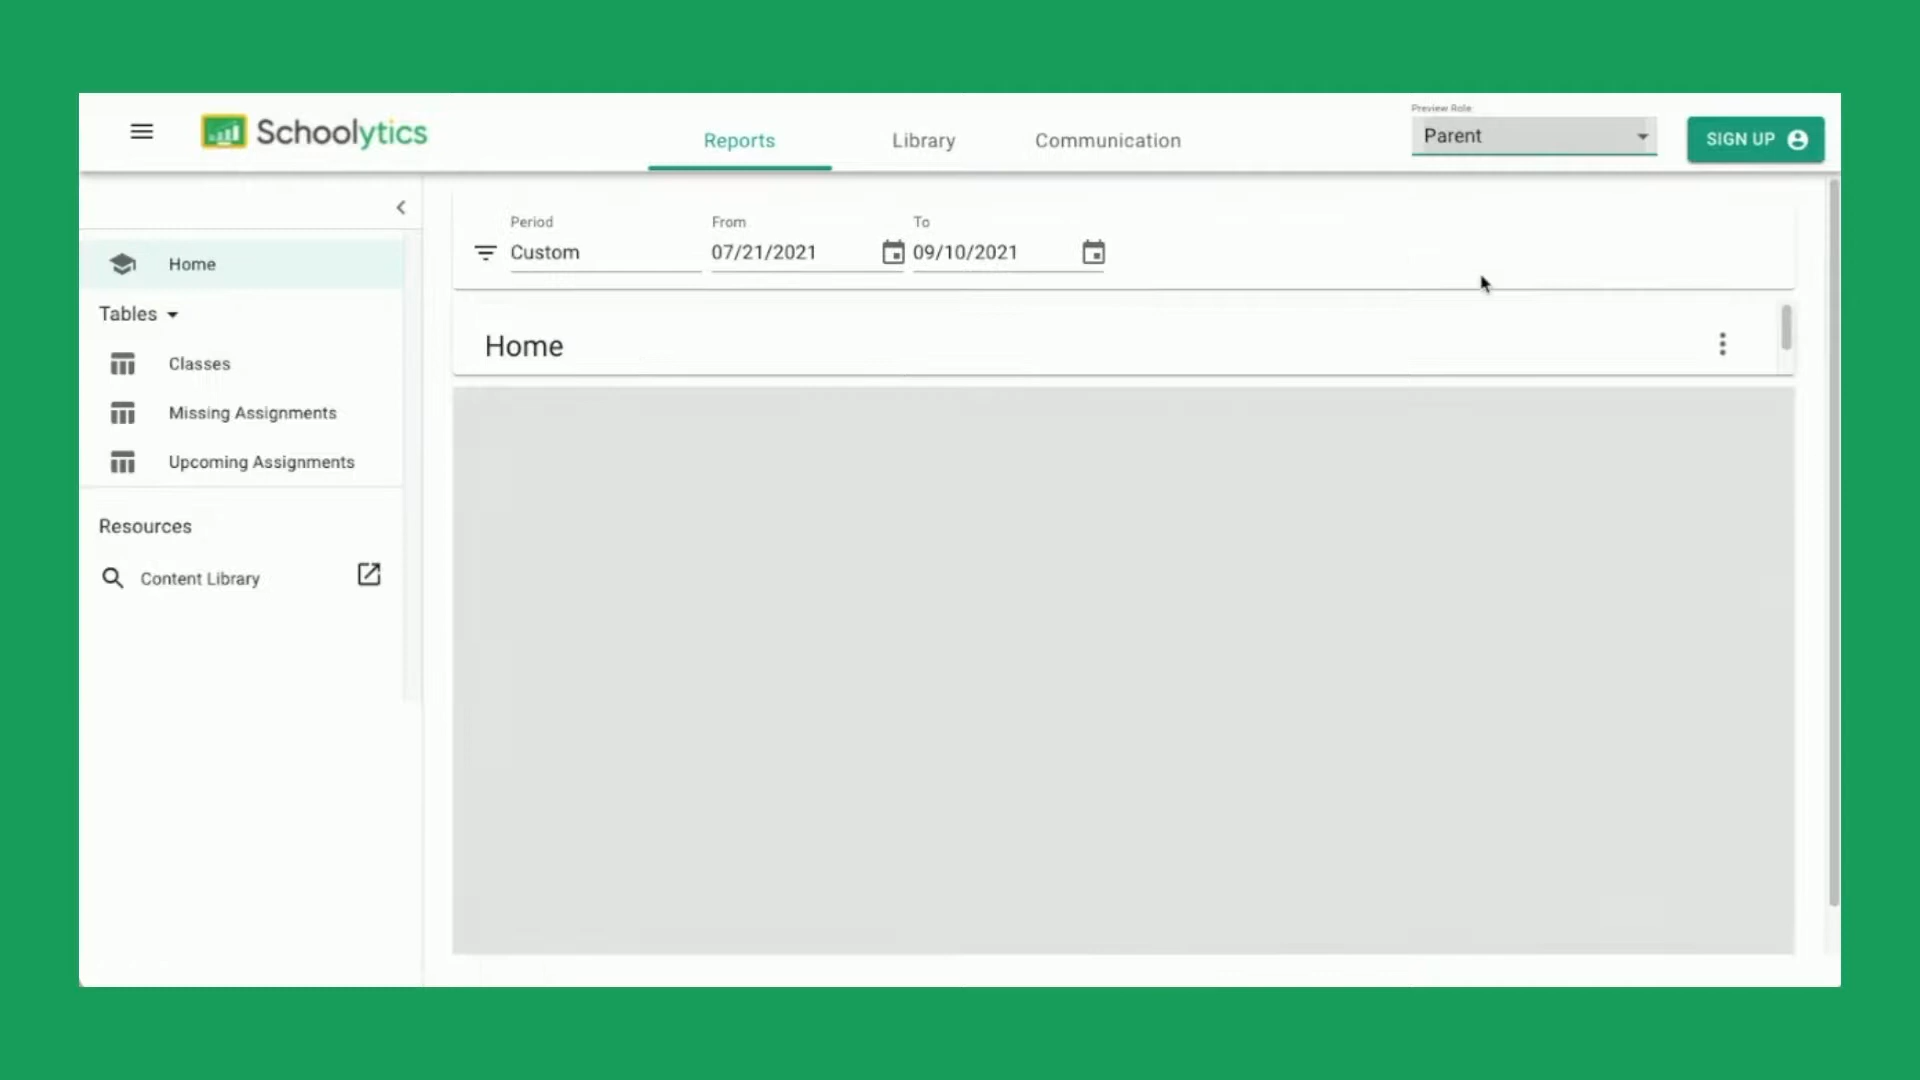 Schoolytics
Reports
Library
Communication
Preview Role:
Parent
SIGN UP
Home
Tables
Classes
Missing Assignments
Upcoming Assignments
Resources
Content Library
Period
Custom
From
07/21/2021
To
09/10/2021
Home